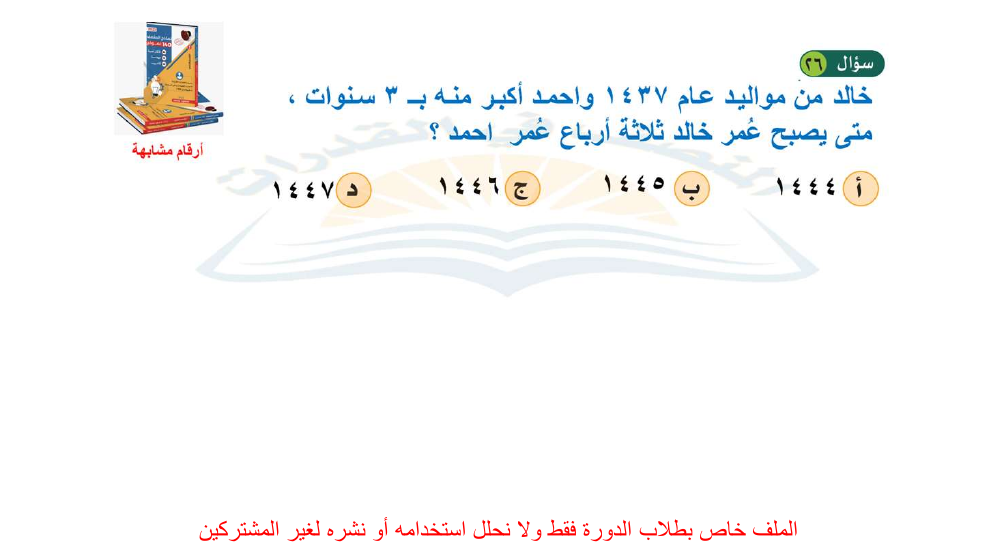 سؤال ٢٦
خالد من مواليد عام ١٤٣٧ واحمد أكبر منه بـ ٣ سنوات ،
متى يصبح عُمر خالد ثلاثة أرباع عُمر احمد ؟
أ ١٤٤٤
ب ١٤٤٥
ج ١٤٤٦
د ١٤٤٧
أرقام مشابهة
الملف خاص بطلاب الدورة فقط ولا نحلل استخدامه أو نشره لغير المشتركين